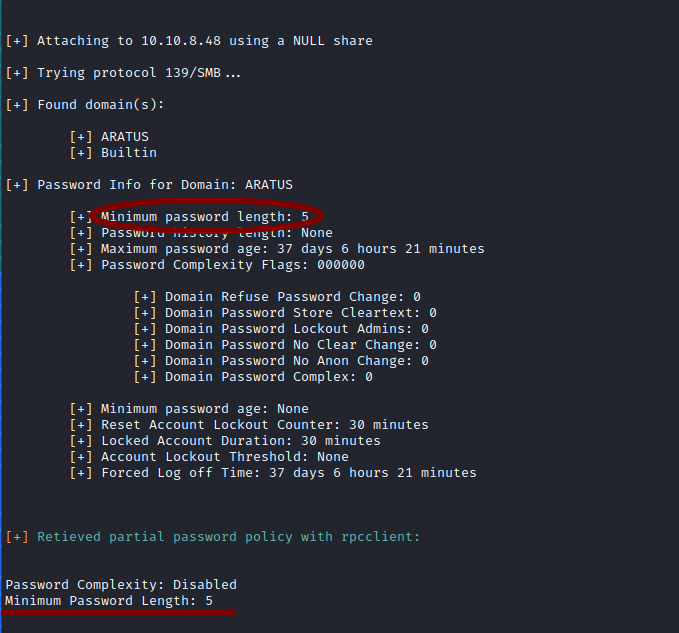 [+] Attaching to 10.10.8.48 using a NULL share
[+] Trying protocol 139/SMB...
[+] Found domain(s):
[+] ARATUS
[+] Builtin
[+] Password Info for Domain: ARATUS
[+] Minimum password length: 5
[+] Password history length: None
[+] Maximum password age: 37 days 6 hours 21 minutes
[+] Password Complexity Flags: 000000
[+] Domain Refuse Password Change: 0
[+] Domain Password Store Cleartext: 0
[+] Domain Password Lockout Admins: 0
[+] Domain Password No Clear Change: 0
[+] Domain Password No Anon Change: 0
[+] Domain Password Complex: 0
[+] Minimum password age: None
[+] Reset Account Lockout Counter: 30 minutes
[+] Locked Account Duration: 30 minutes
[+] Account Lockout Threshold: None
[+] Forced Log off Time: 37 days 6 hours 21 minutes
[+] Retieved partial password policy with rpcclient:
Password Complexity: Disabled
Minimum Password Length: 5